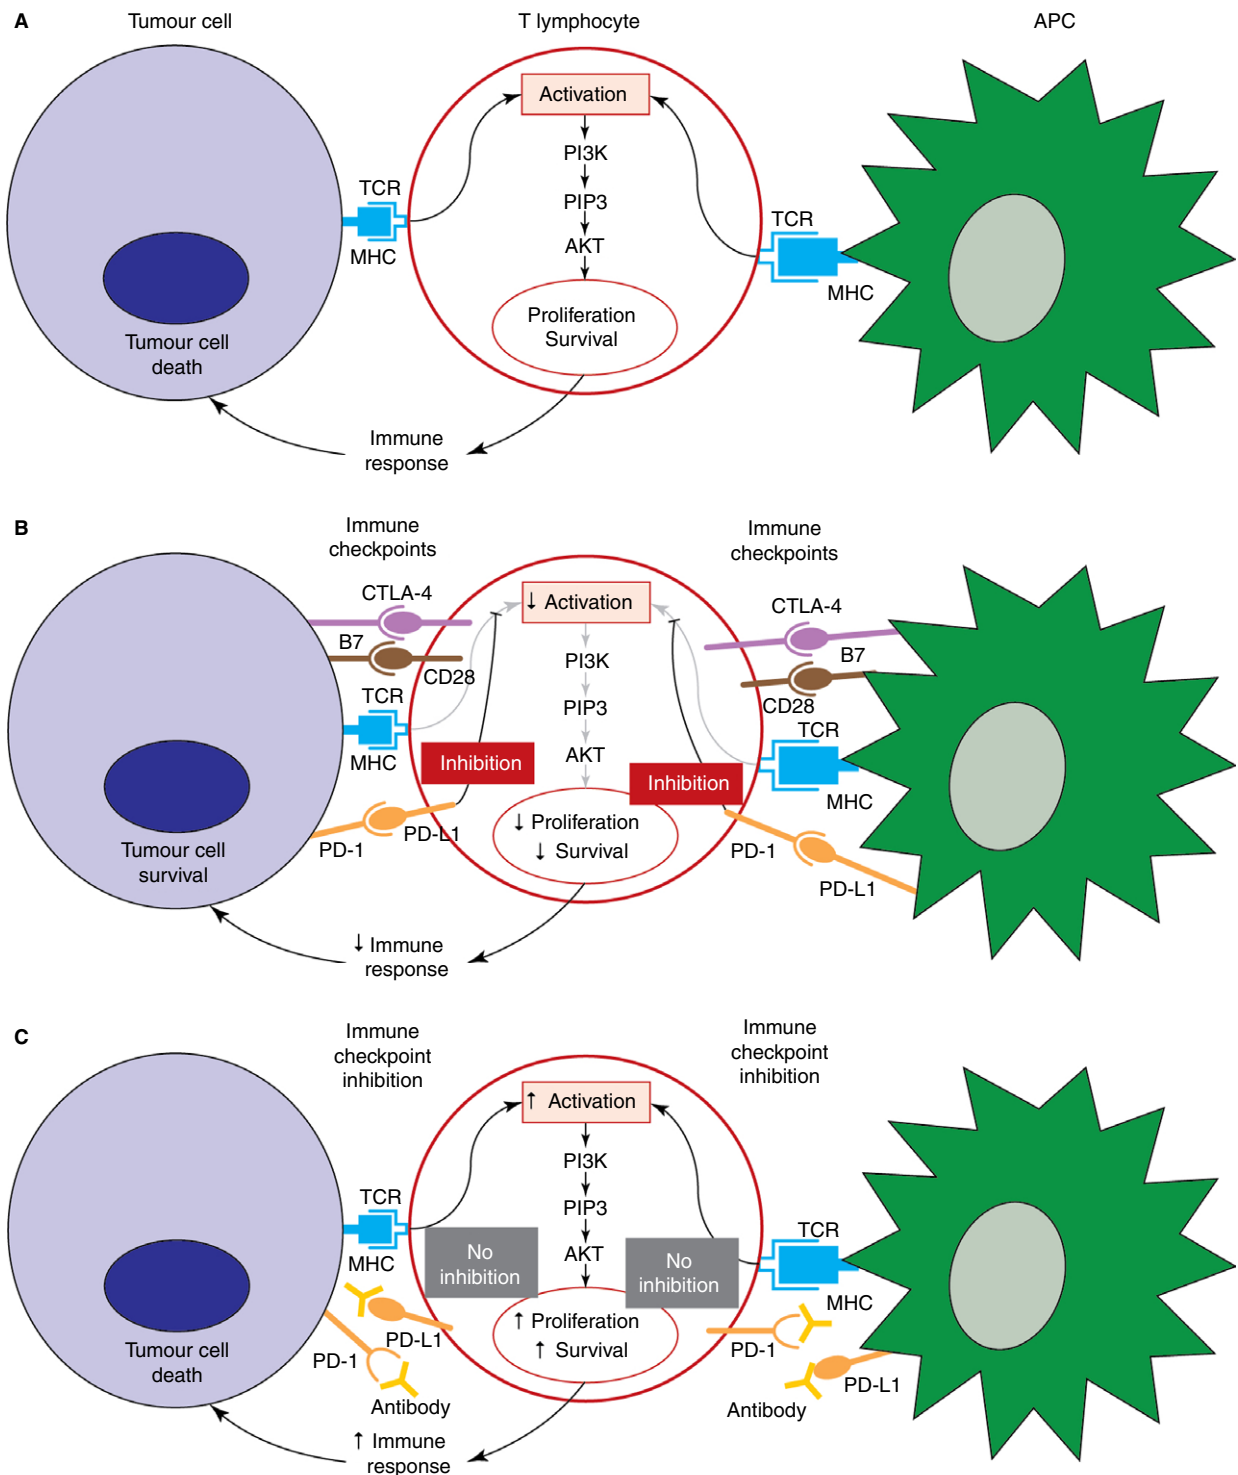 A
Tumour cell
T lymphocyte
APC
Activation
PI3K
PIP3
AKT
Proliferation
Survival
TCR
MHC
TCR
MHC
Tumour cell
death
Immune
response
B
Immune
checkpoints
Immune
checkpoints
CTLA-4
B7
CD28
TCR
MHC
Inhibition
PD-1
PD-L1
↓ Activation
PI3K
PIP3
AKT
↓ Proliferation
↓ Survival
CTLA-4
B7
CD28
TCR
MHC
Inhibition
PD-1
PD-L1
Tumour cell
survival
↓ Immune
response
C
Immune
checkpoint
inhibition
Immune
checkpoint
inhibition
↑ Activation
PI3K
PIP3
AKT
↑ Proliferation
↑ Survival
TCR
MHC
No
inhibition
PD-L1
PD-1
Antibody
TCR
MHC
No
inhibition
PD-1
PD-L1
Antibody
Tumour cell
death
↑ Immune
response